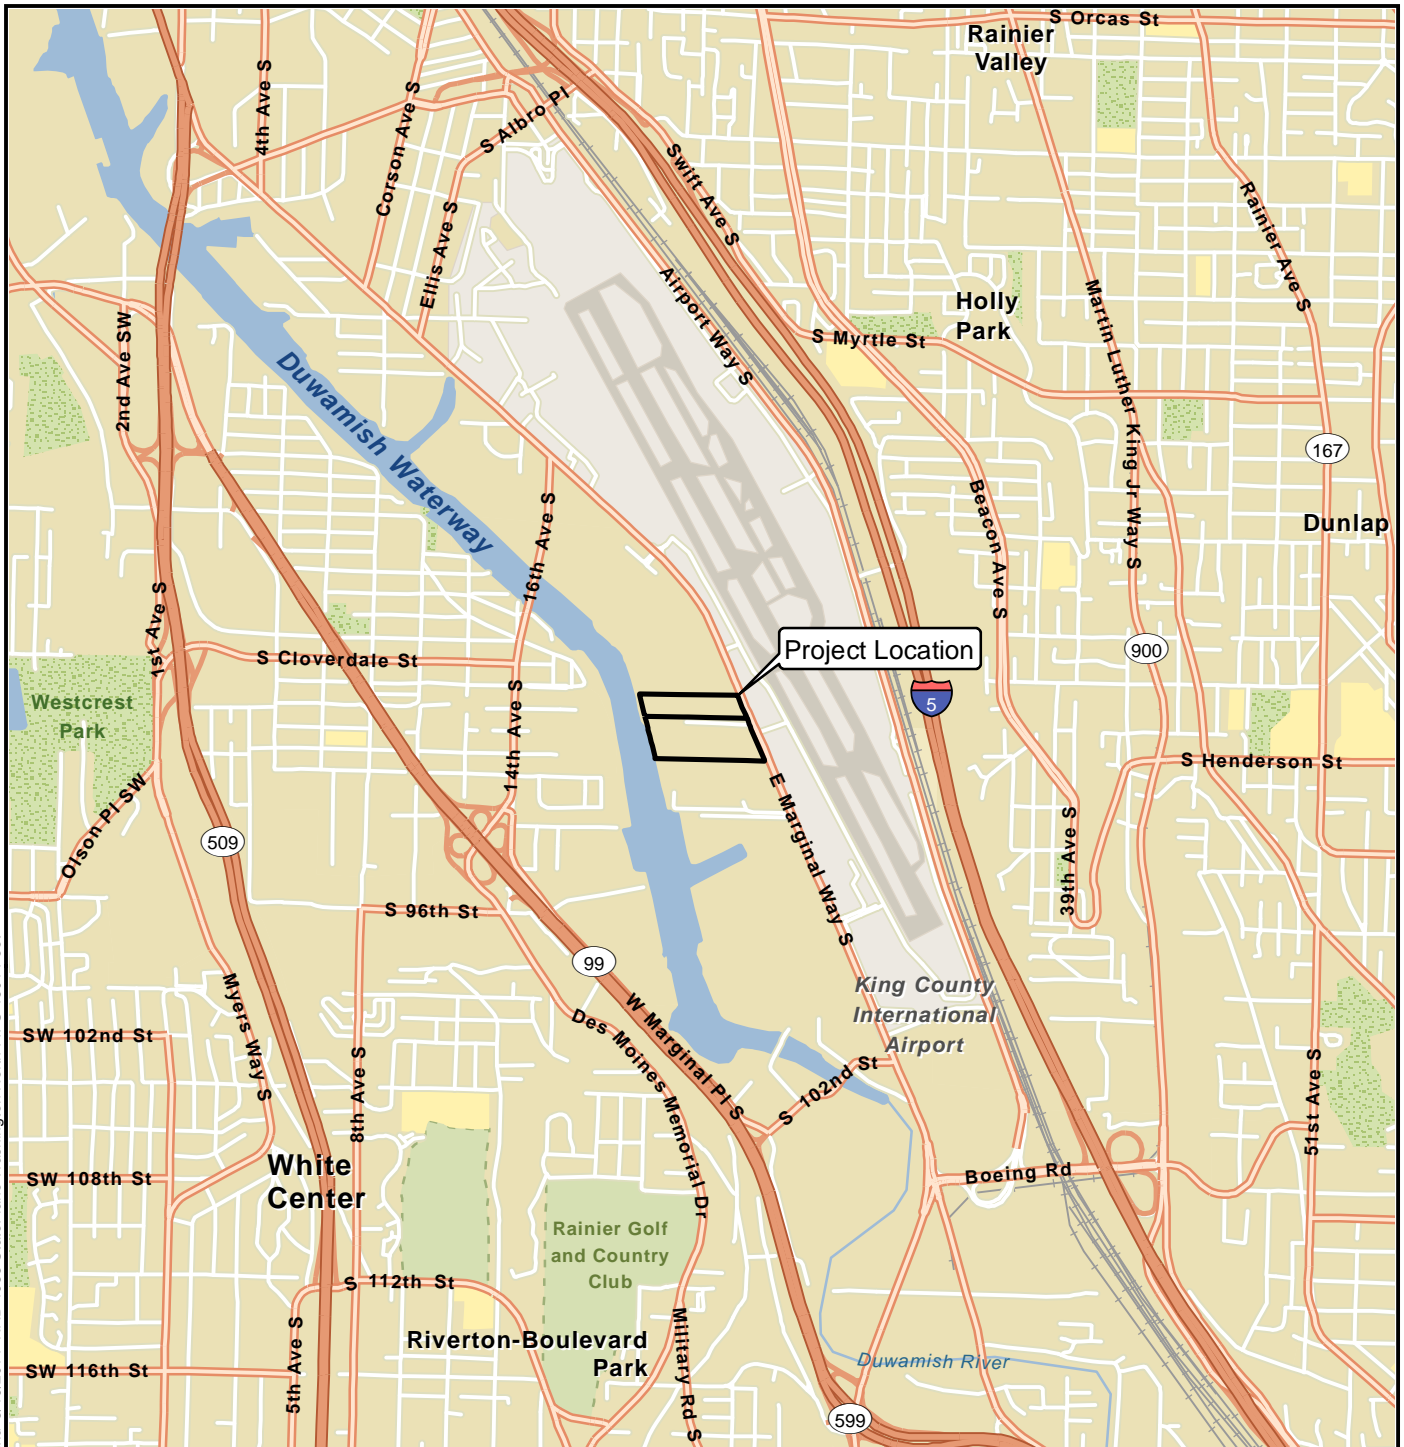 S Orcas St
Rainier
Valley
4th Ave S
Corson Ave S
S Albro Pl
Swift Ave S
Rainier Ave S
Ellis Ave S
Airport Way S
Holly
Park
S Myrtle St
Martin Luther King Jr Way S
2nd Ave SW
Duwamish Waterway
167
Dunlap
Beacon Ave S
16th Ave S
1st Ave S
S Cloverdale St
Project Location
900
5
Westcrest
Park
14th Ave S
S Henderson St
E Marginal Way S
Olson Pl SW
509
39th Ave S
S 96th St
99
King County
International
Airport
Myers Way S
W Marginal Pl S
Des Moines Memorial Dr
SW 102nd St
8th Ave S
S 102nd St
51st Ave S
White
Center
SW 108th St
Boeing Rd
Rainier Golf
and Country
Club
S 112th St
Riverton-Boulevard
Park
Military Rd S
Duwamish River
SW 116th St
5th Ave S
599